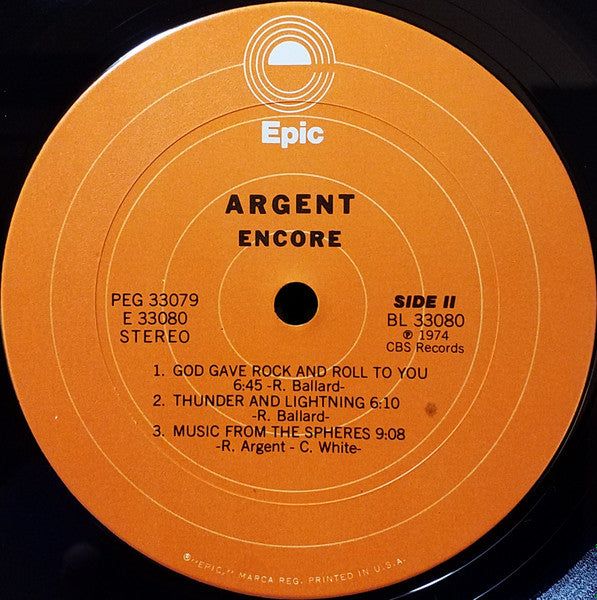 Epic
ARGENT
ENCORE
PEG 33079
E 33080
STEREO
SIDE II
BL 33080
℗ 1974
CBS Records
1. GOD GAVE ROCK AND ROLL TO YOU
6:45 -R. Ballard-
2. THUNDER AND LIGHTNING 6:10
-R. Ballard-
3. MUSIC FROM THE SPHERES 9:08
-R. Argent - C. White-
®"EPIC," MARCA REG. PRINTED IN U.S.A.